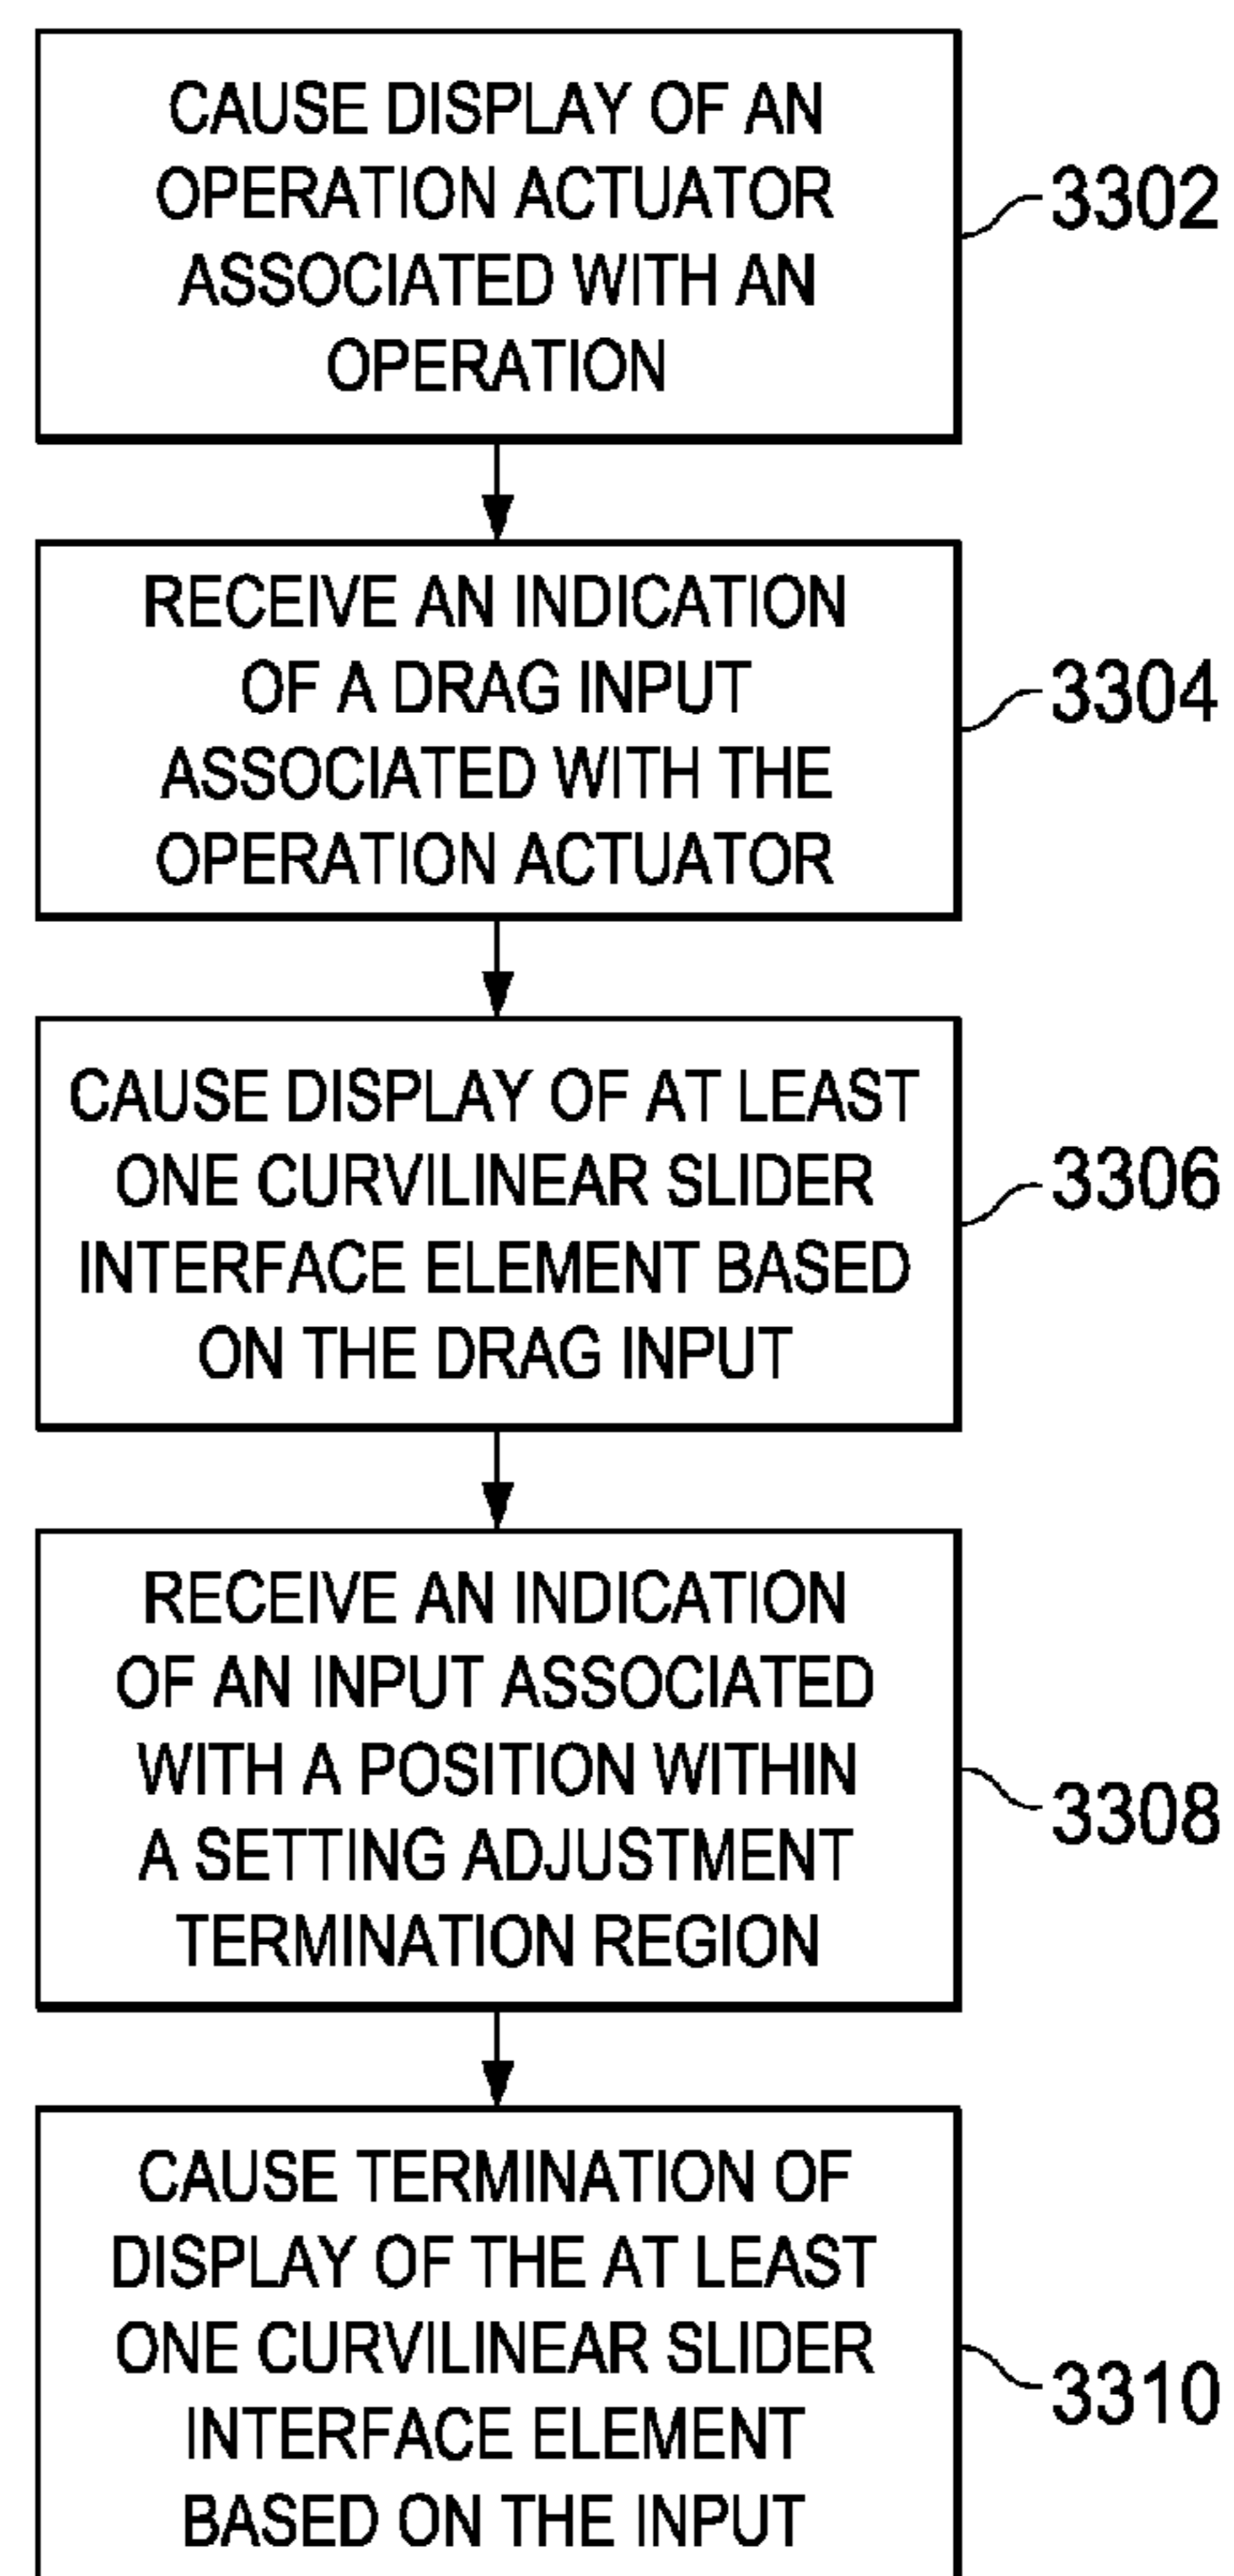 CAUSE DISPLAY OF AN
OPERATION ACTUATOR
ASSOCIATED WITH AN
OPERATION
3302
RECEIVE AN INDICATION
OF A DRAG INPUT
ASSOCIATED WITH THE
OPERATION ACTUATOR
3304
CAUSE DISPLAY OF AT LEAST
ONE CURVILINEAR SLIDER
INTERFACE ELEMENT BASED
ON THE DRAG INPUT
3306
RECEIVE AN INDICATION
OF AN INPUT ASSOCIATED
WITH A POSITION WITHIN
A SETTING ADJUSTMENT
TERMINATION REGION
3308
CAUSE TERMINATION OF
DISPLAY OF THE AT LEAST
ONE CURVILINEAR SLIDER
INTERFACE ELEMENT
BASED ON THE INPUT
3310